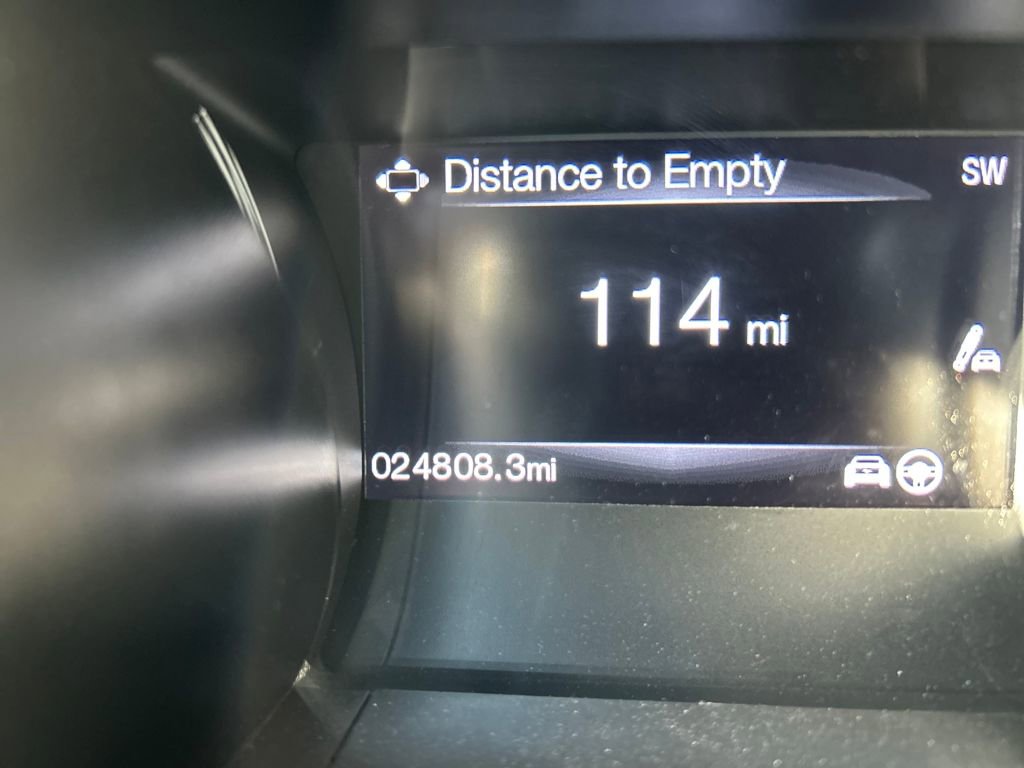 Distance to Empty
SW
114 mi
024808.3mi